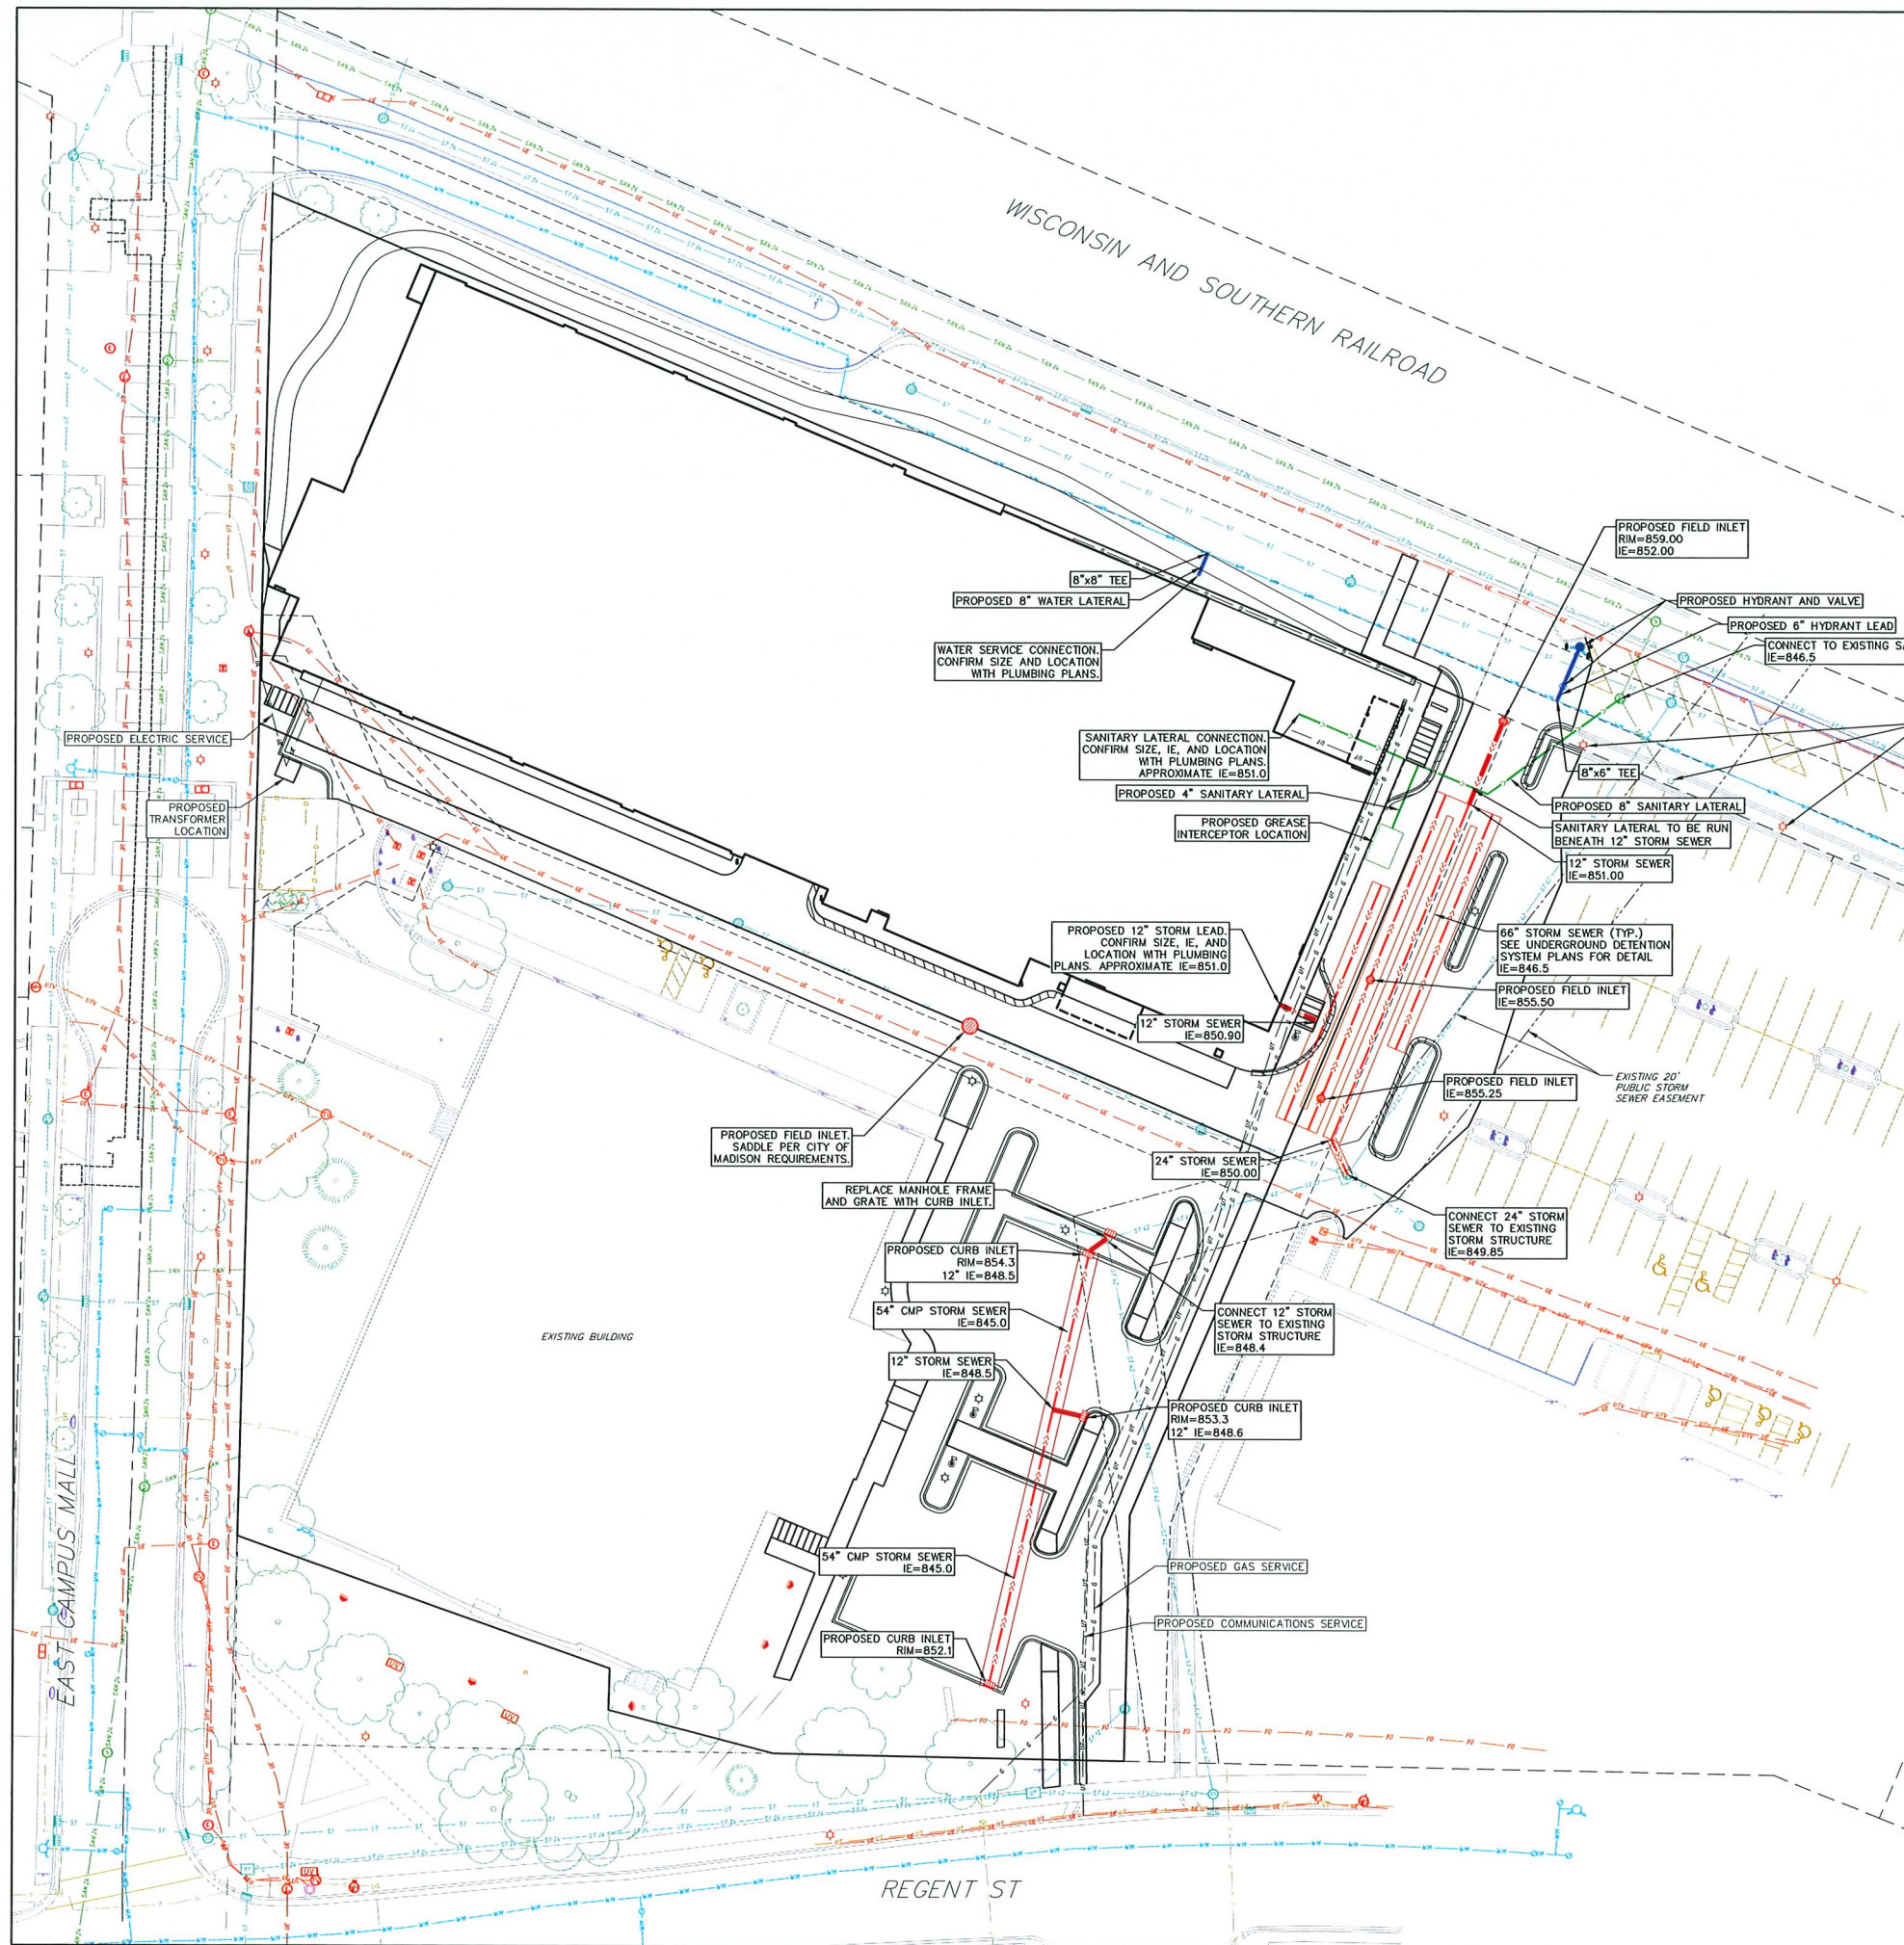 WISCONSIN AND SOUTHERN RAILROAD
PROPOSED FIELD INLET
RIM=859.00
IE=852.00
8"x8" TEE
PROPOSED 8" WATER LATERAL
PROPOSED HYDRANT AND VALVE
PROPOSED 6" HYDRANT LEAD
CONNECT TO EXISTING
IE=846.5
WATER SERVICE CONNECTION.
CONFIRM SIZE AND LOCATION
WITH PLUMBING PLANS.
PROPOSED ELECTRIC SERVICE
SANITARY LATERAL CONNECTION.
CONFIRM SIZE, IE, AND LOCATION
WITH PLUMBING PLANS.
APPROXIMATE IE=851.0
8"x6" TEE
PROPOSED 4" SANITARY LATERAL
PROPOSED 8" SANITARY LATERAL
PROPOSED
TRANSFORMER
LOCATION
PROPOSED GREASE
INTERCEPTOR LOCATION
SANITARY LATERAL TO BE RUN
BENEATH 12" STORM SEWER
12" STORM SEWER
IE=851.00
PROPOSED 12" STORM LEAD.
CONFIRM SIZE, IE, AND
LOCATION WITH PLUMBING
PLANS. APPROXIMATE IE=851.0
66" STORM SEWER (TYP.)
SEE UNDERGROUND DETENTION
SYSTEM PLANS FOR DETAIL
IE=846.5
PROPOSED FIELD INLET
IE=855.50
12" STORM SEWER
IE=850.90
PROPOSED FIELD INLET
IE=855.25
EXISTING 20'
PUBLIC STORM
SEWER EASEMENT
PROPOSED FIELD INLET.
SADDLE PER CITY OF
MADISON REQUIREMENTS.
24" STORM SEWER
IE=850.00
REPLACE MANHOLE FRAME
AND GRATE WITH CURB INLET.
CONNECT 24" STORM
SEWER TO EXISTING
STORM STRUCTURE
IE=849.85
PROPOSED CURB INLET
RIM=854.3
12" IE=848.5
54" CMP STORM SEWER
IE=845.0
CONNECT 12" STORM
SEWER TO EXISTING
STORM STRUCTURE
IE=848.4
EXISTING BUILDING
12" STORM SEWER
IE=848.5
PROPOSED CURB INLET
RIM=853.3
12" IE=848.6
54" CMP STORM SEWER
IE=845.0
PROPOSED GAS SERVICE
PROPOSED COMMUNICATIONS SERVICE
PROPOSED CURB INLET
RIM=852.1
EAST CAMPUS MALL
REGENT ST